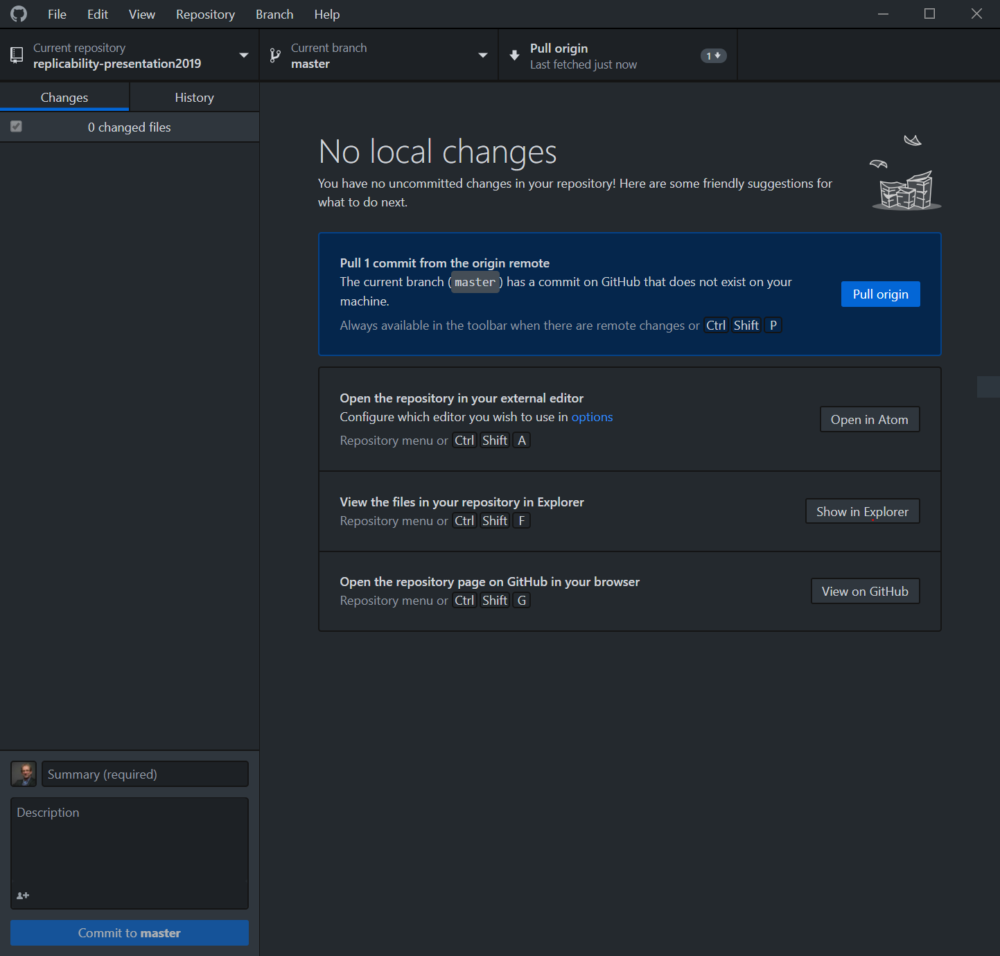 File Edit View Repository Branch Help
Current repository
replicability-presentation2019
Current branch
master
Pull origin
Last fetched just now
1
Changes History
0 changed files
No local changes
You have no uncommitted changes in your repository! Here are some friendly suggestions for
what to do next.
Pull 1 commit from the origin remote
The current branch (master) has a commit on GitHub that does not exist on your
machine.
Always available in the toolbar when there are remote changes or Ctrl Shift P
Pull origin
Open the repository in your external editor
Configure which editor you wish to use in options
Repository menu or Ctrl Shift A
Open in Atom
View the files in your repository in Explorer
Repository menu or Ctrl Shift F
Show in Explorer
Open the repository page on GitHub in your browser
Repository menu or Ctrl Shift G
View on GitHub
Summary (required)
Description
Commit to master